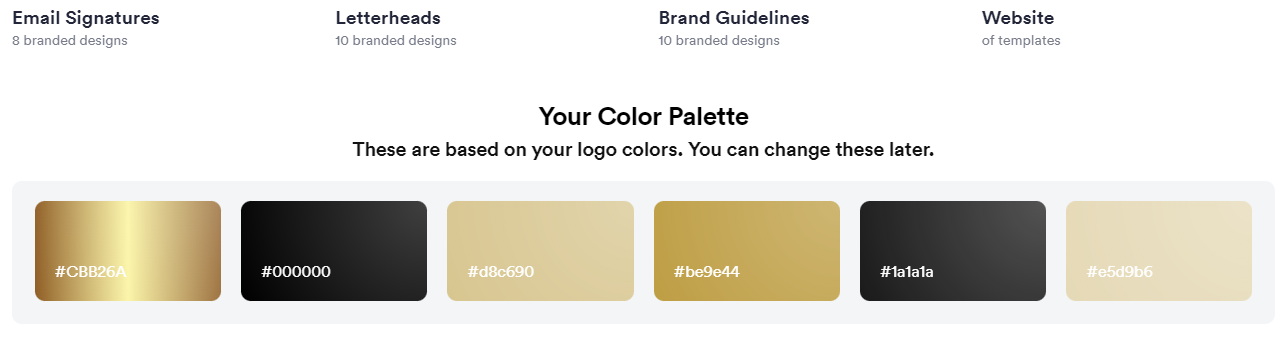 Email Signatures
8 branded designs
Letterheads
10 branded designs
Brand Guidelines
10 branded designs
Website
of templates
Your Color Palette
These are based on your logo colors. You can change these later.
#CBB26A
#000000
#d8c690
#be9e44
#1a1a1a
#e5d9b6